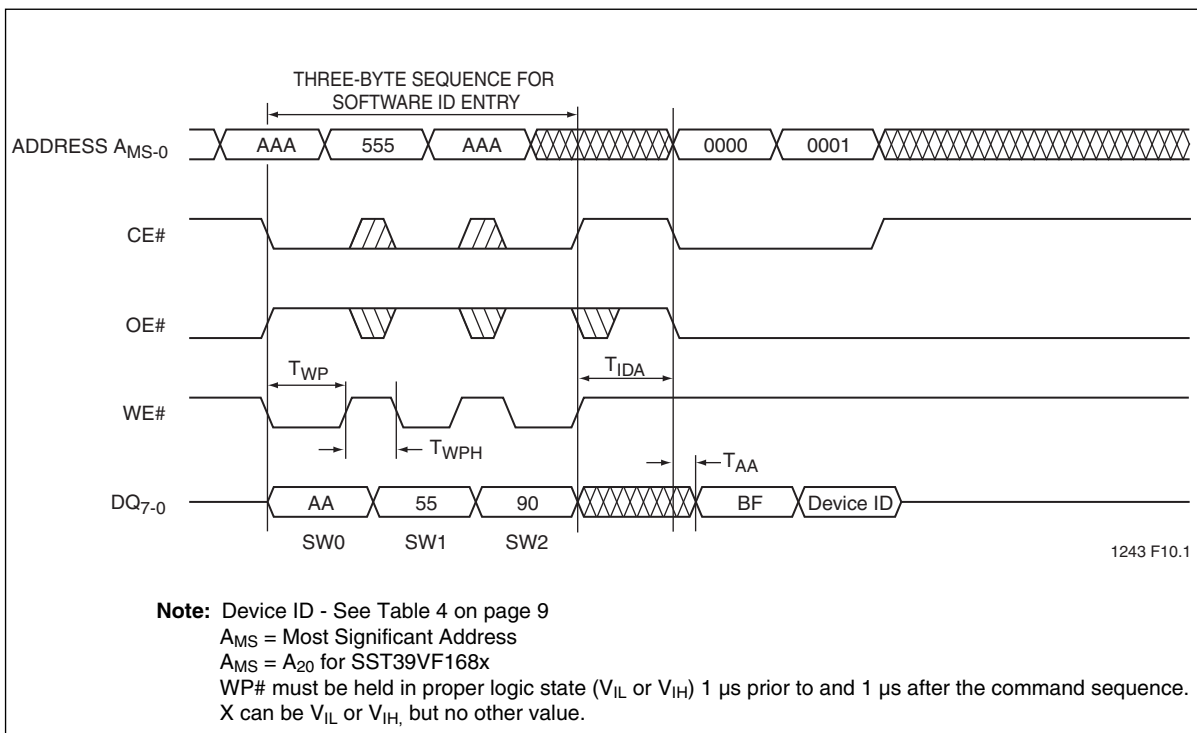 THREE-BYTE SEQUENCE FOR
SOFTWARE ID ENTRY
ADDRESS AMS-0
AAA 555 AAA 0000 0001
CE#
OE#
TWP TIDA
WE#
TWPH
TAA
DQ7-0
AA 55 90 BF Device ID
SW0 SW1 SW2
1243 F10.1
Note: Device ID - See Table 4 on page 9
AMS = Most Significant Address
AMS = A20 for SST39VF168x
WP# must be held in proper logic state (VIL or VIH) 1 µs prior to and 1 µs after the command sequence.
X can be VIL or VIH, but no other value.